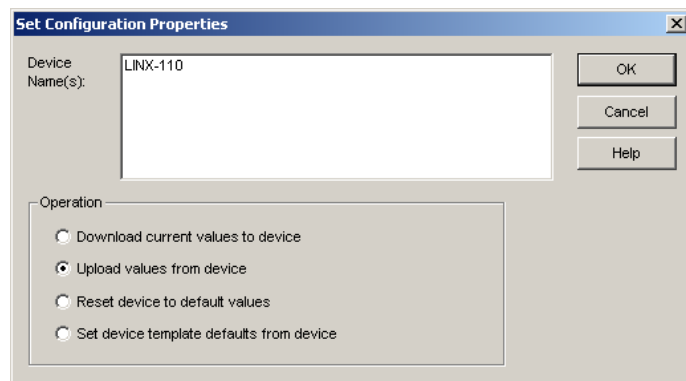 Set Configuration Properties
Device
Name(s):
LINX-110
OK
Cancel
Help
Operation
Download current values to device
Upload values from device
Reset device to default values
Set device template defaults from device